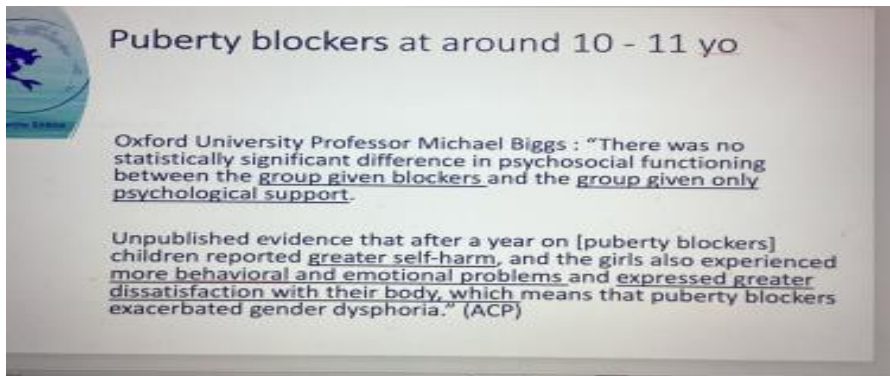 Puberty blockers at around 10 - 11 yo
Oxford University Professor Michael Biggs : “There was no
statistically significant difference in psychosocial functioning
between the group given blockers and the group given only
psychological support.
Unpublished evidence that after a year on [puberty blockers]
children reported greater self-harm, and the girls also experienced
more behavioral and emotional problems and expressed greater
dissatisfaction with their body, which means that puberty blockers
exacerbated gender dysphoria.” (ACP)